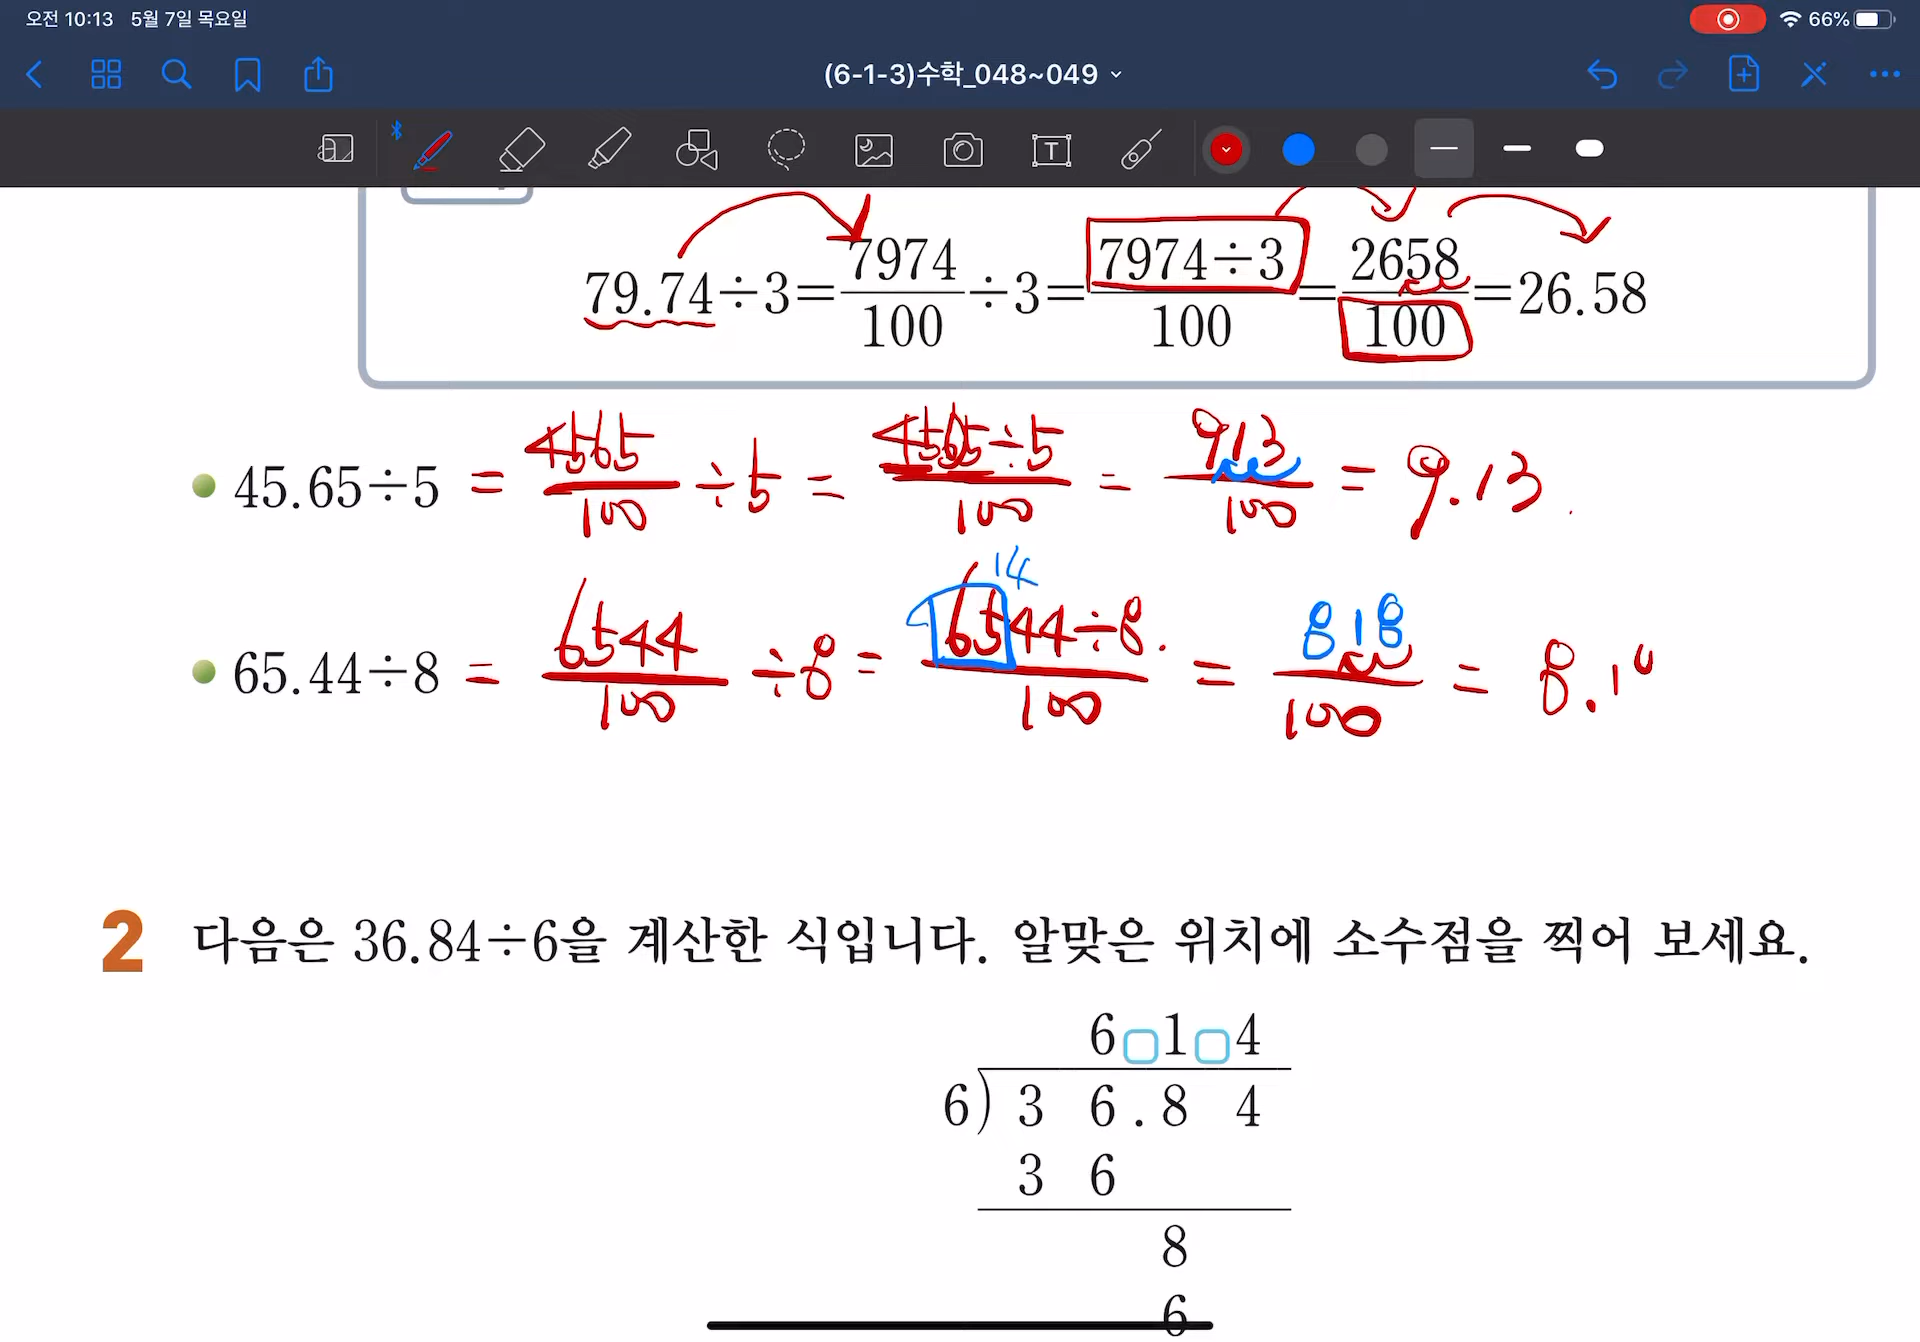 오전 10:13 5월 7일 목요일 66%
(6-1-3)수학_048~049
79.74÷3=7974/100÷3=7974÷3/100=2658/100=26.58
45.65÷5 = 4565/100 ÷5 = 4565÷5/100 = 913/100 = 9.13
14
65.44÷8 = 6544/100 ÷8 = 6544÷8/100 = 818/100 = 8.1
2 다음은 36.84÷6을 계산한 식입니다. 알맞은 위치에 소수점을 찍어 보세요.
6□1□4
6)36.84
3 6
8
6